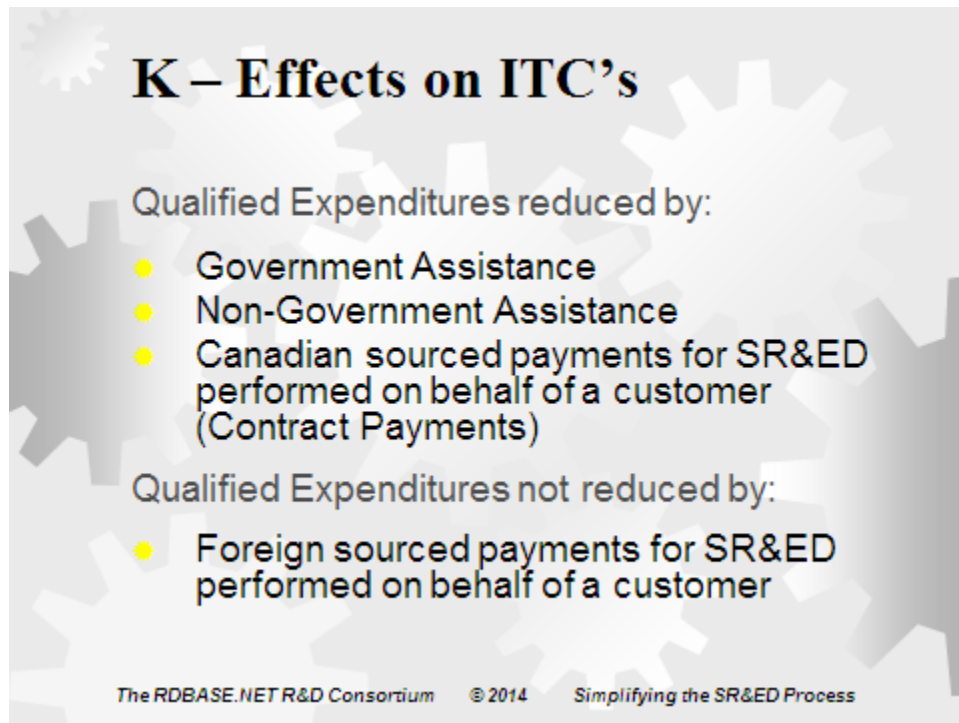 K – Effects on ITC's
Qualified Expenditures reduced by:
Government Assistance
Non-Government Assistance
Canadian sourced payments for SR&ED
performed on behalf of a customer
(Contract Payments)
Qualified Expenditures not reduced by:
Foreign sourced payments for SR&ED
performed on behalf of a customer
The RDBASE.NET R&D Consortium © 2014 Simplifying the SR&ED Process